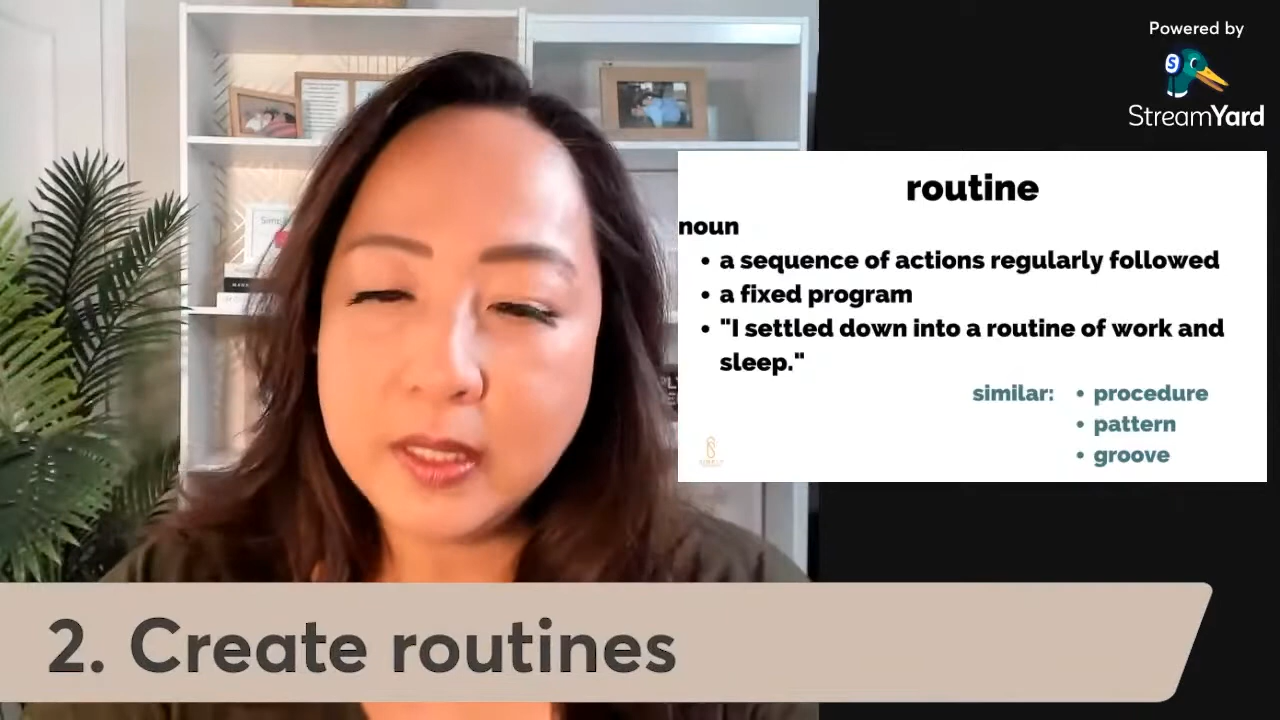 Powered by
StreamYard
routine
noun
• a sequence of actions regularly followed
• a fixed program
• "I settled down into a routine of work and
sleep."
similar: • procedure
• pattern
• groove
2. Create routines